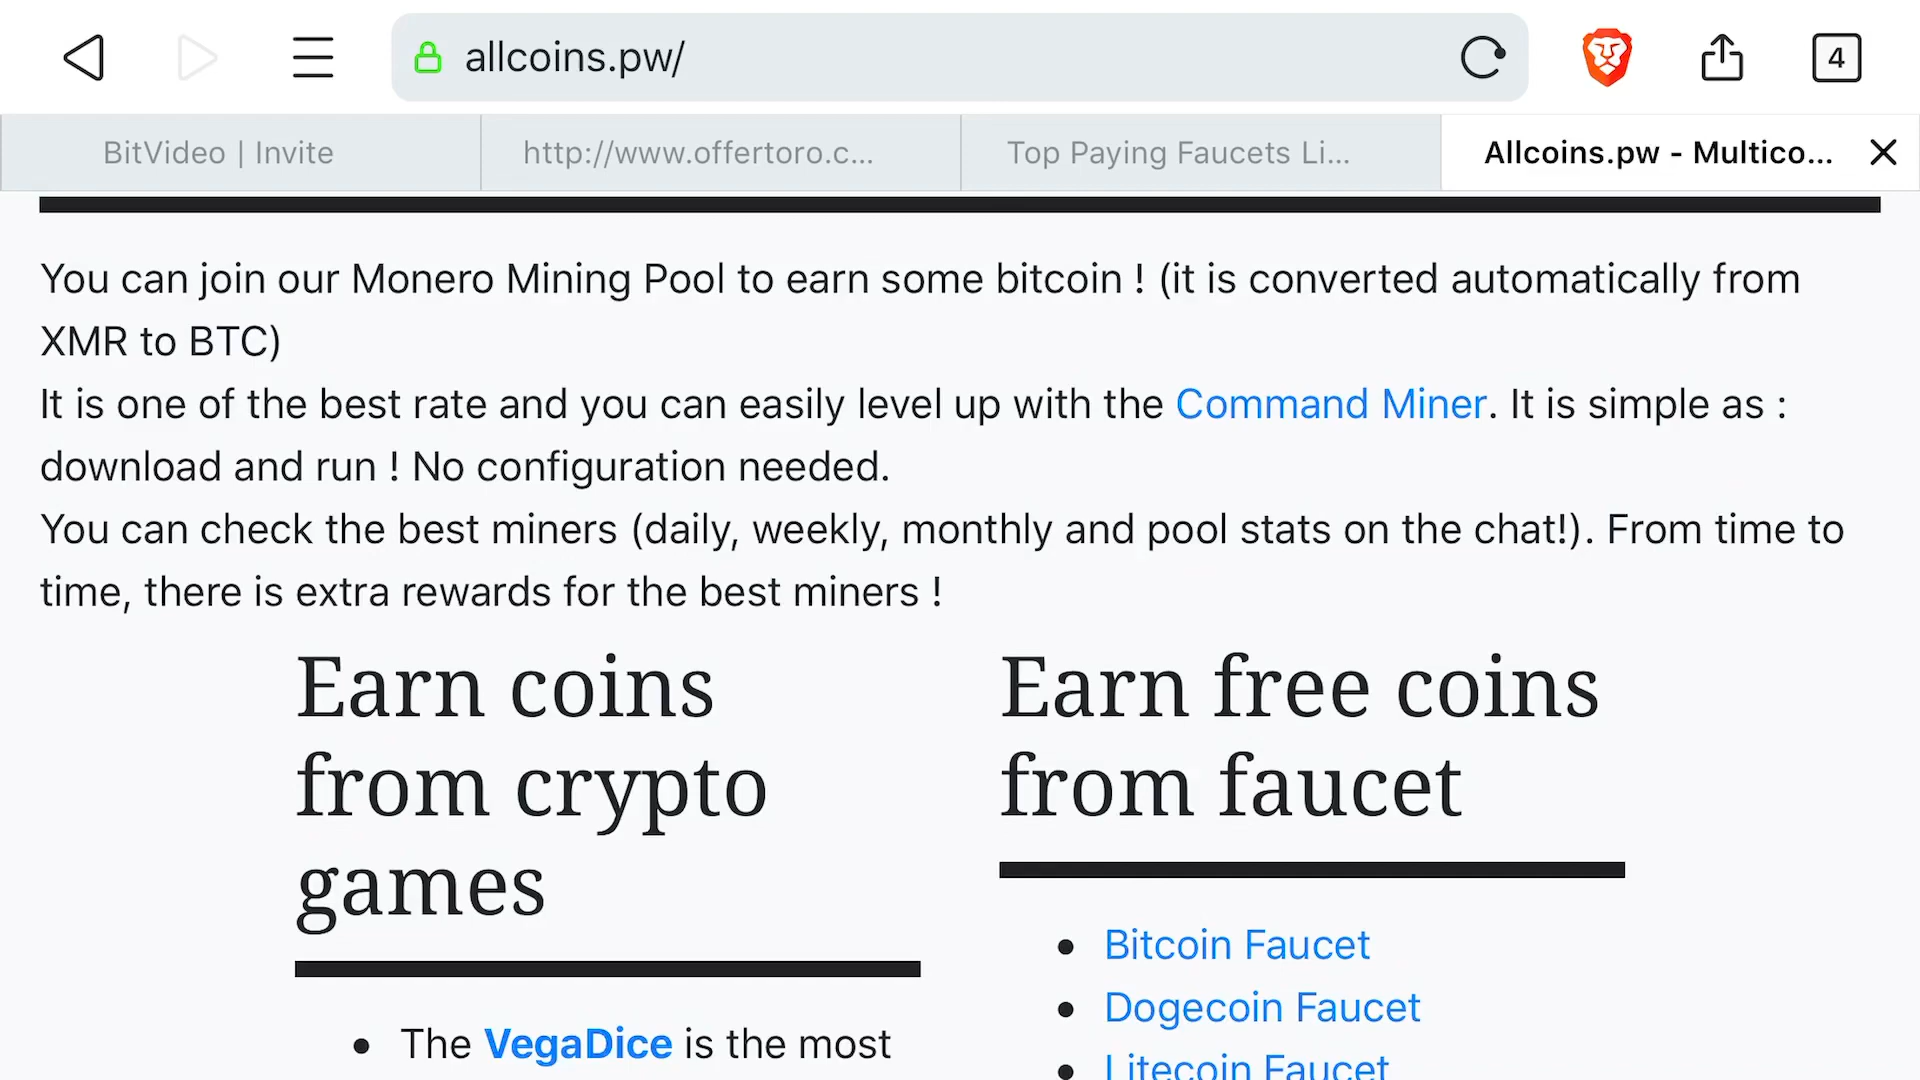 allcoins.pw/
4
BitVideo | Invite
http://www.offertoro.c...
Top Paying Faucets Li...
Allcoins.pw - Multico...
You can join our Monero Mining Pool to earn some bitcoin ! (it is converted automatically from
XMR to BTC)
It is one of the best rate and you can easily level up with the Command Miner. It is simple as :
download and run ! No configuration needed.
You can check the best miners (daily, weekly, monthly and pool stats on the chat!). From time to
time, there is extra rewards for the best miners !
Earn coins
from crypto
games
The VegaDice is the most
Earn free coins
from faucet
Bitcoin Faucet
Dogecoin Faucet
Litecoin Faucet